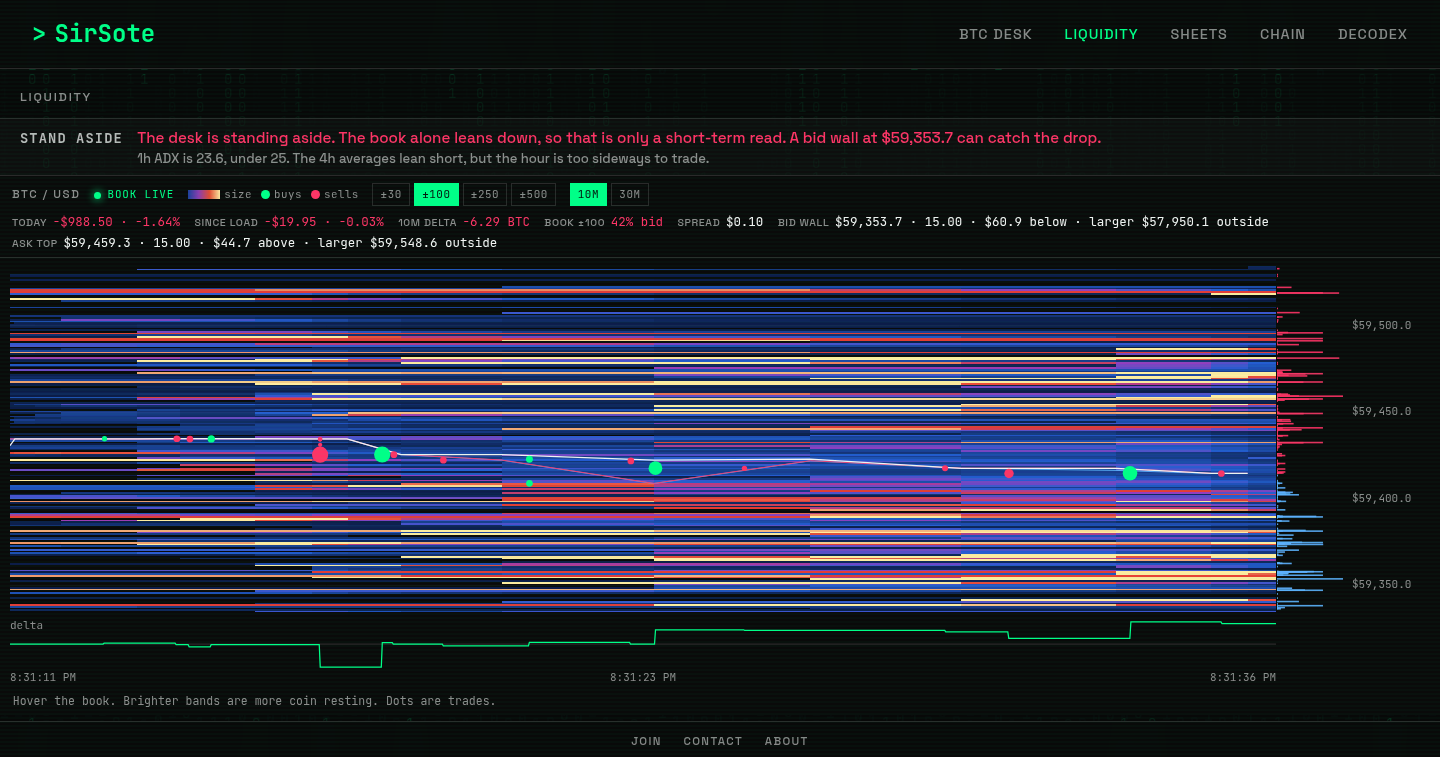 > SirSote
BTC DESK LIQUIDITY SHEETS CHAIN DECODEX
LIQUIDITY
STAND ASIDE The desk is standing aside. The book alone leans down, so that is only a short-term read. A bid wall at $59,353.7 can catch the drop.
1h ADX is 23.6, under 25. The 4h averages lean short, but the hour is too sideways to trade.
BTC / USD BOOK LIVE size buys sells ±30 ±100 ±250 ±500 10M 30M
TODAY -$988.50 · -1.64% SINCE LOAD -$19.95 · -0.03% 10M DELTA -6.29 BTC BOOK ±100 42% bid SPREAD $0.10 BID WALL $59,353.7 · 15.00 · $60.9 below · larger $57,950.1 outside
ASK TOP $59,459.3 · 15.00 · $44.7 above · larger $59,548.6 outside
$59,500.0
$59,450.0
$59,400.0
$59,350.0
delta
8:31:11 PM 8:31:23 PM 8:31:36 PM
Hover the book. Brighter bands are more coin resting. Dots are trades.
JOIN CONTACT ABOUT